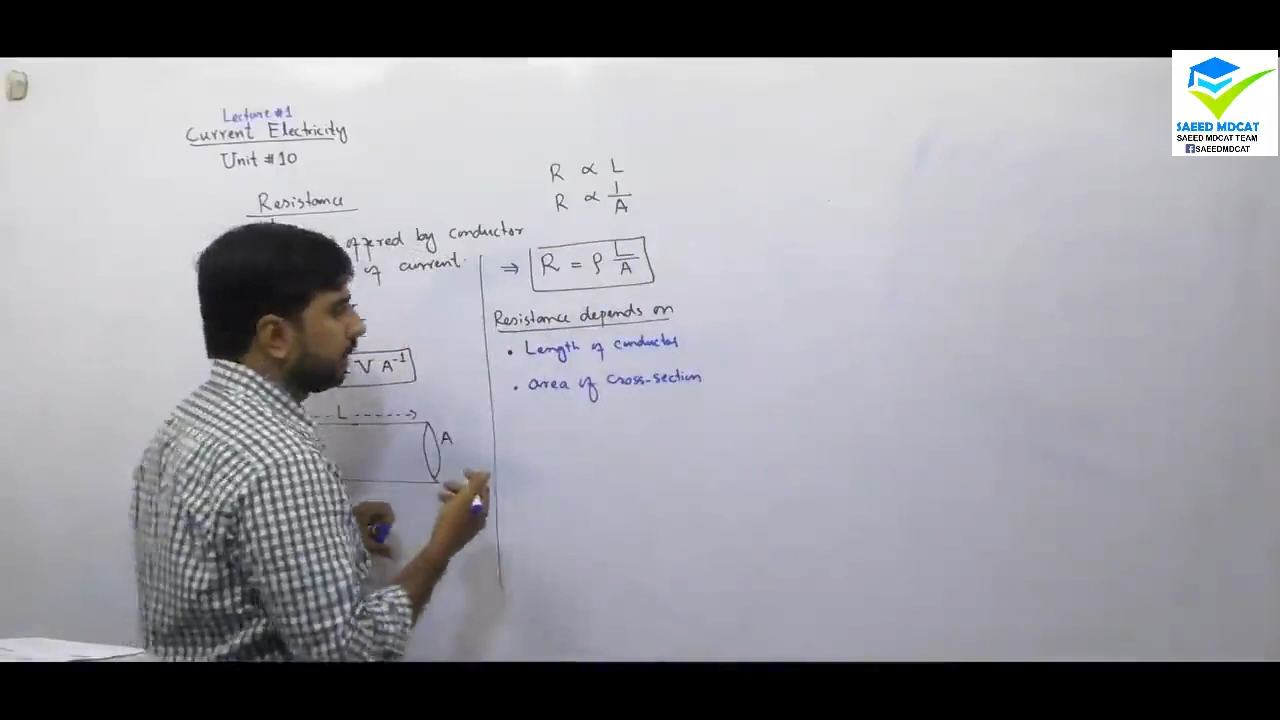 Lecture #1
Current Electricity
Unit #10
Resistance
offered by conductor
of current.
V A⁻¹
L
A
R ∝ L
R ∝ 1/A
⇒ R = ρ L/A
Resistance depends on
• Length of conductor
• area of cross-section
SAEED MDCAT
SAEED MDCAT TEAM
f SAEEDMDCAT